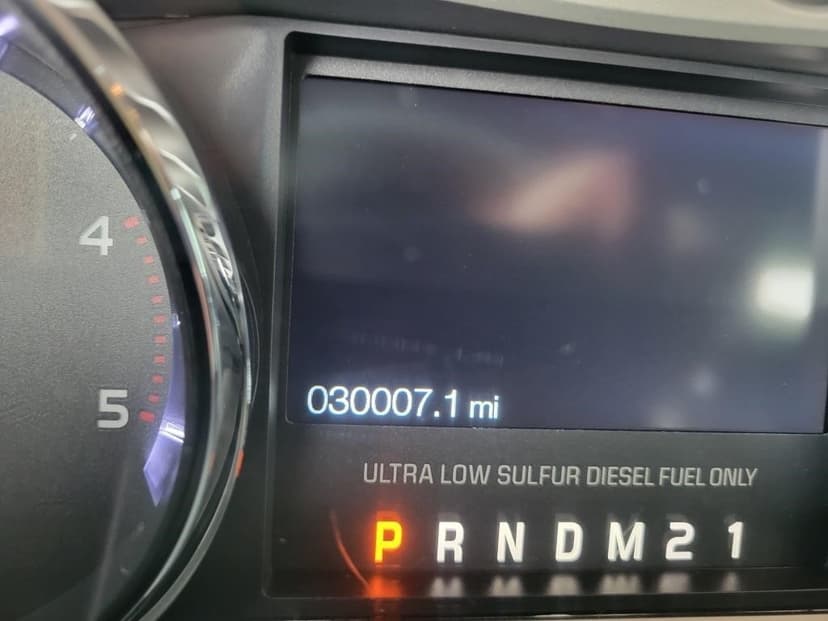 4
5
030007.1 mi
ULTRA LOW SULFUR DIESEL FUEL ONLY
P R N D M 2 1